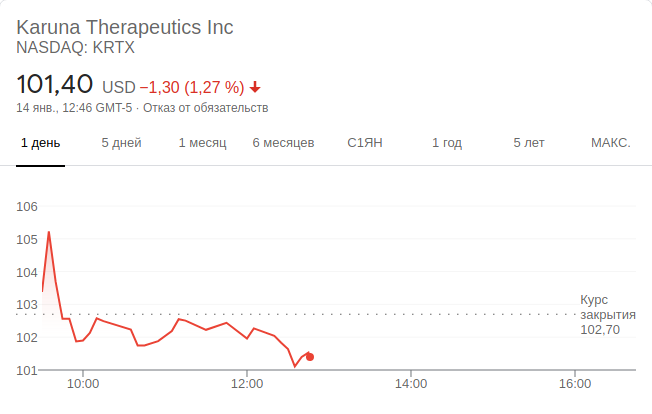 Karuna Therapeutics Inc
NASDAQ: KRTX
101,40 USD −1,30 (1,27 %)
14 янв., 12:46 GMT-5 · Отказ от обязательств
1 день 5 дней 1 месяц 6 месяцев С1ЯН 1 год 5 лет МАКС.
106
105
104
103
102
101
Курс
закрытия
102,70
10:00 12:00 14:00 16:00